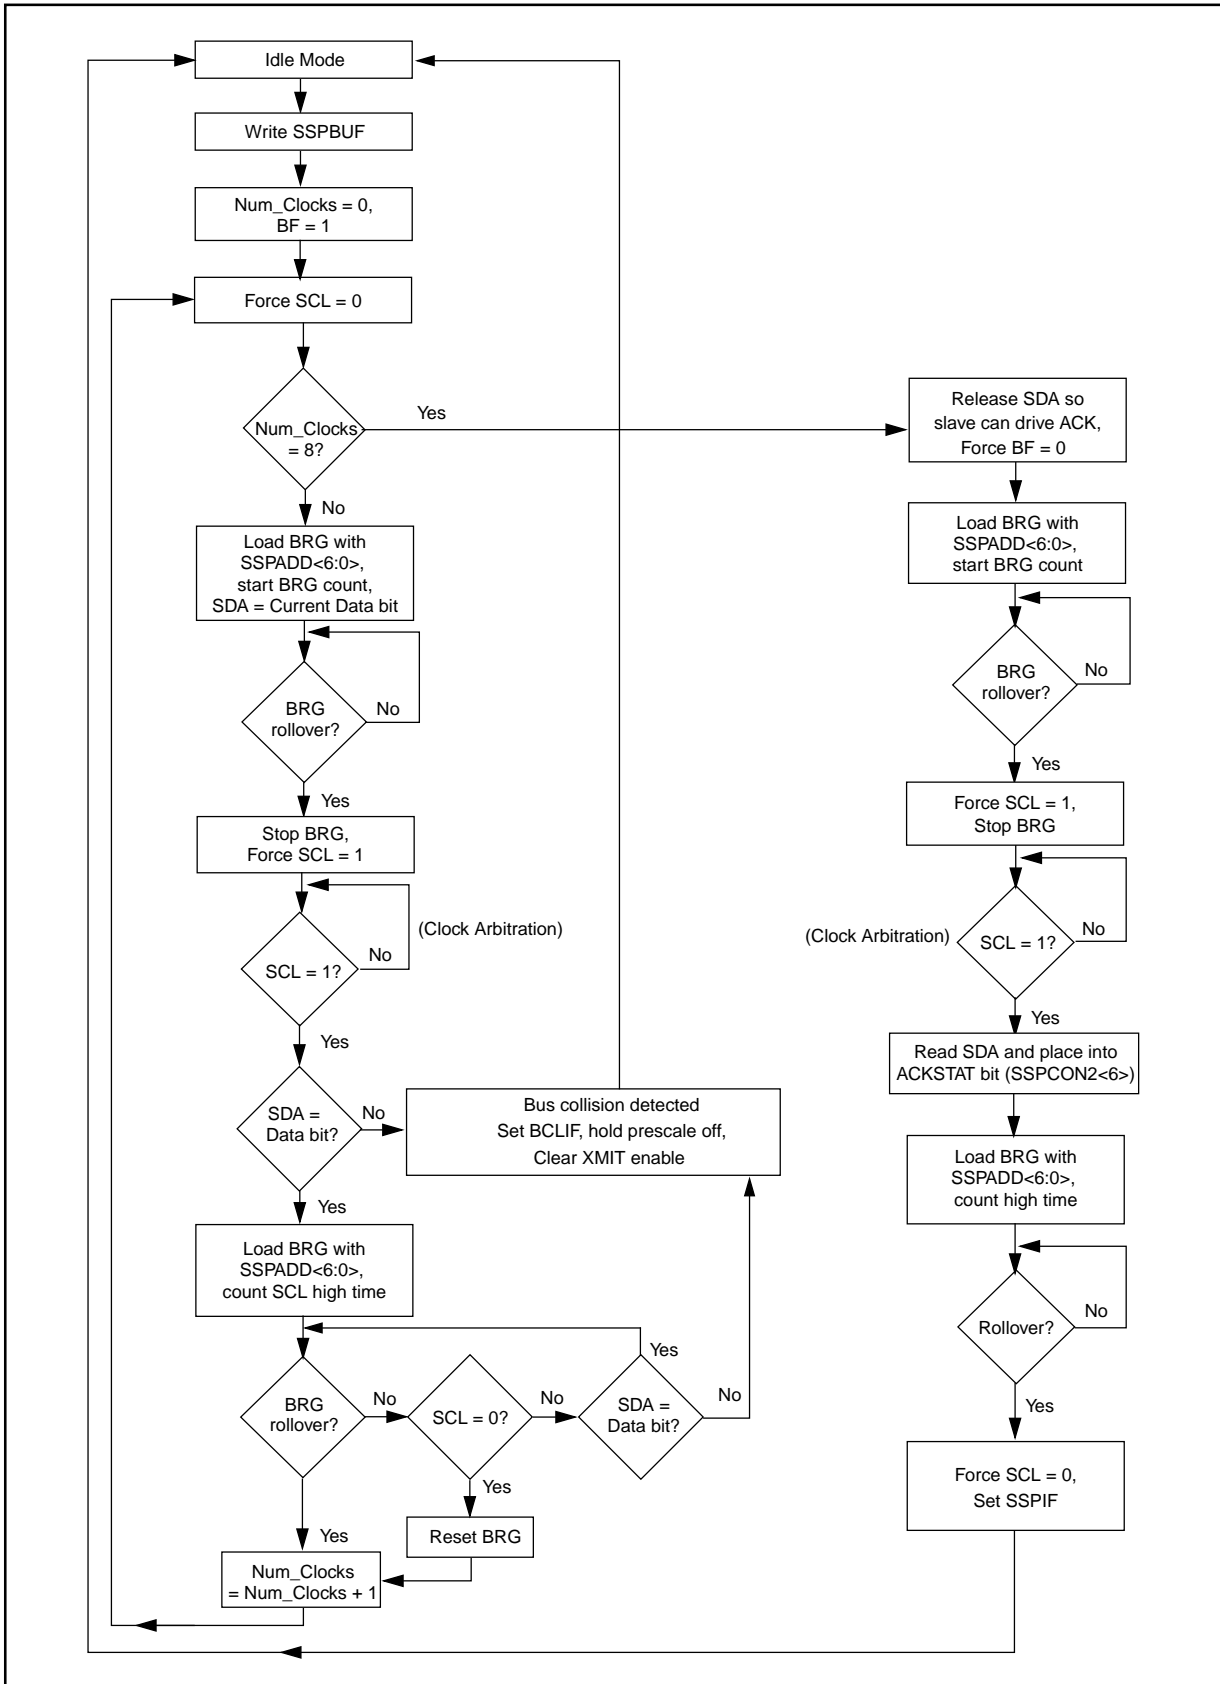 Idle Mode
Write SSPBUF
Num_Clocks = 0,
BF = 1
Force SCL = 0
Num_Clocks
= 8?
Yes
No
Load BRG with
SSPADD<6:0>,
start BRG count,
SDA = Current Data bit
BRG
rollover?
No
Yes
Stop BRG,
Force SCL = 1
(Clock Arbitration)
SCL = 1?
No
Yes
SDA =
Data bit?
No
Bus collision detected
Set BCLIF, hold prescale off,
Clear XMIT enable
Yes
Load BRG with
SSPADD<6:0>,
count SCL high time
BRG
rollover?
No
SCL = 0?
No
SDA =
Data bit?
Yes
No
Yes
Reset BRG
Yes
Num_Clocks
= Num_Clocks + 1
Release SDA so
slave can drive ACK,
Force BF = 0
Load BRG with
SSPADD<6:0>,
start BRG count
BRG
rollover?
No
Yes
Force SCL = 1,
Stop BRG
(Clock Arbitration)
SCL = 1?
No
Yes
Read SDA and place into
ACKSTAT bit (SSPCON2<6>)
Load BRG with
SSPADD<6:0>,
count high time
Rollover?
No
Yes
Force SCL = 0,
Set SSPIF